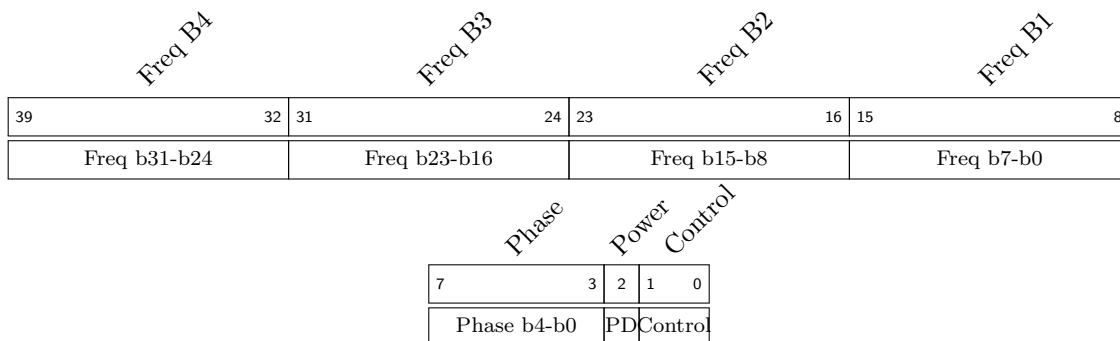 Freq B4 Freq B3 Freq B2 Freq B1
39 32 31 24 23 16 15 8
Freq b31-b24 Freq b23-b16 Freq b15-b8 Freq b7-b0
Phase Power Control
7 3 2 1 0
Phase b4-b0 PD Control